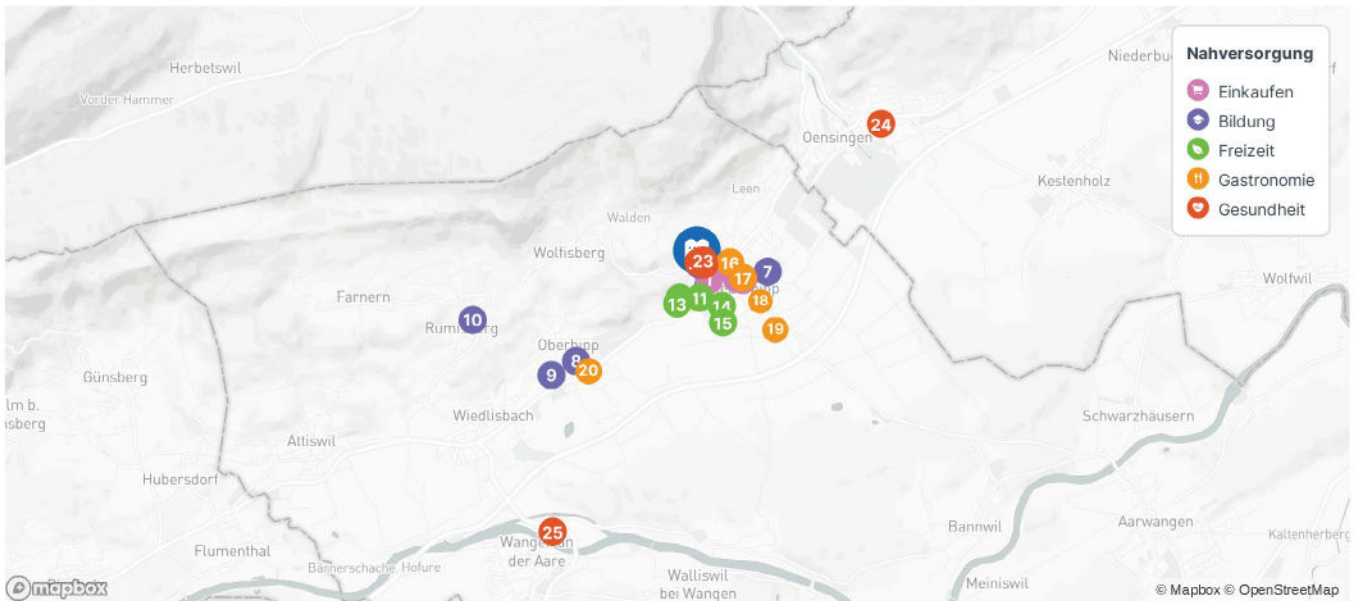 Herbetswil
Vorder Hammer
Oensingen
24
Leen
Walden
Wolfisberg
Farnern
23
16
17
7
13
11
14
18
15
19
10
Oberbipp
8
9
20
Günsberg
Wiedlisbach
Attiswil
Hubersdorf
Flumenthal
25
der Aare
Bärnerschache
Hofure
Walliswil
bei Wangen
Kestenholz
Wolfwil
Schwarzhäusern
Bannwil
Aarwangen
Kaltenherberg
Meiniswil
Nahversorgung
Einkaufen
Bildung
Freizeit
Gastronomie
Gesundheit
mapbox
© Mapbox © OpenStreetMap